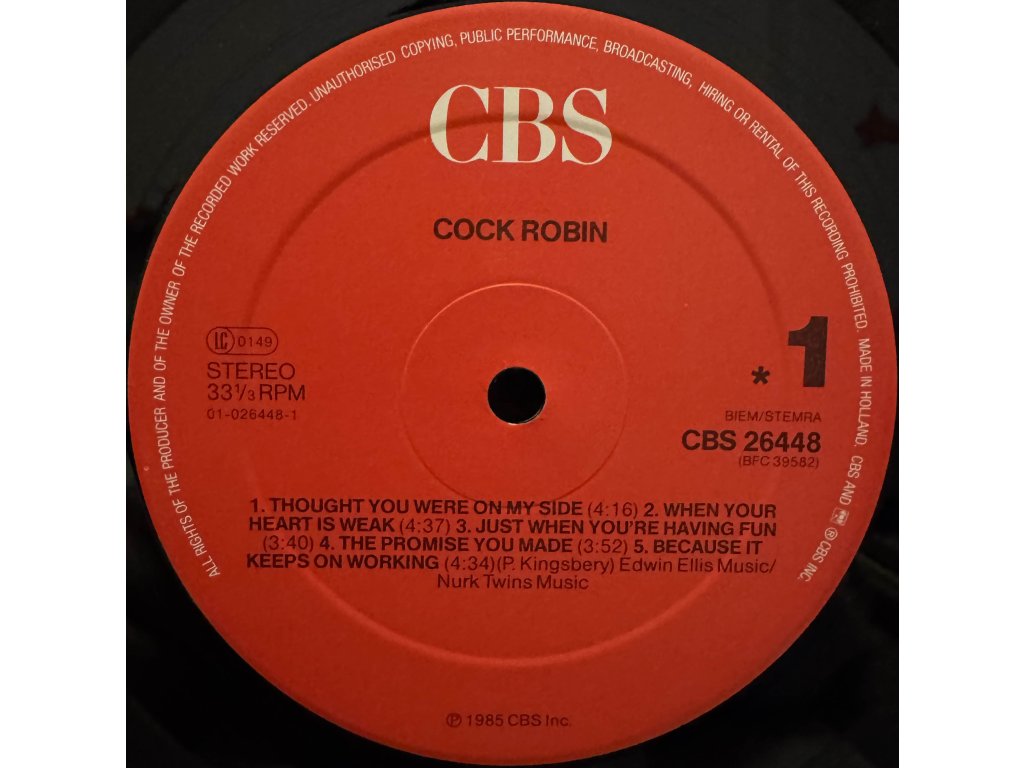 ALL RIGHTS OF THE PRODUCER AND OF THE OWNER OF THE RECORDED WORK RESERVED. UNAUTHORISED COPYING, PUBLIC PERFORMANCE, BROADCASTING, HIRING OR RENTAL OF THIS RECORDING PROHIBITED. MADE IN HOLLAND. CBS AND ® CBS INC.
CBS
COCK ROBIN
LC 0149
STEREO
33⅓ RPM
01-026448-1
* 1
BIEM/STEMRA
CBS 26448
(BFC 39582)
1. THOUGHT YOU WERE ON MY SIDE (4:16) 2. WHEN YOUR
HEART IS WEAK (4:37) 3. JUST WHEN YOU'RE HAVING FUN
(3:40) 4. THE PROMISE YOU MADE (3:52) 5. BECAUSE IT
KEEPS ON WORKING (4:34)(P. Kingsbery) Edwin Ellis Music/
Nurk Twins Music
℗ 1985 CBS Inc.